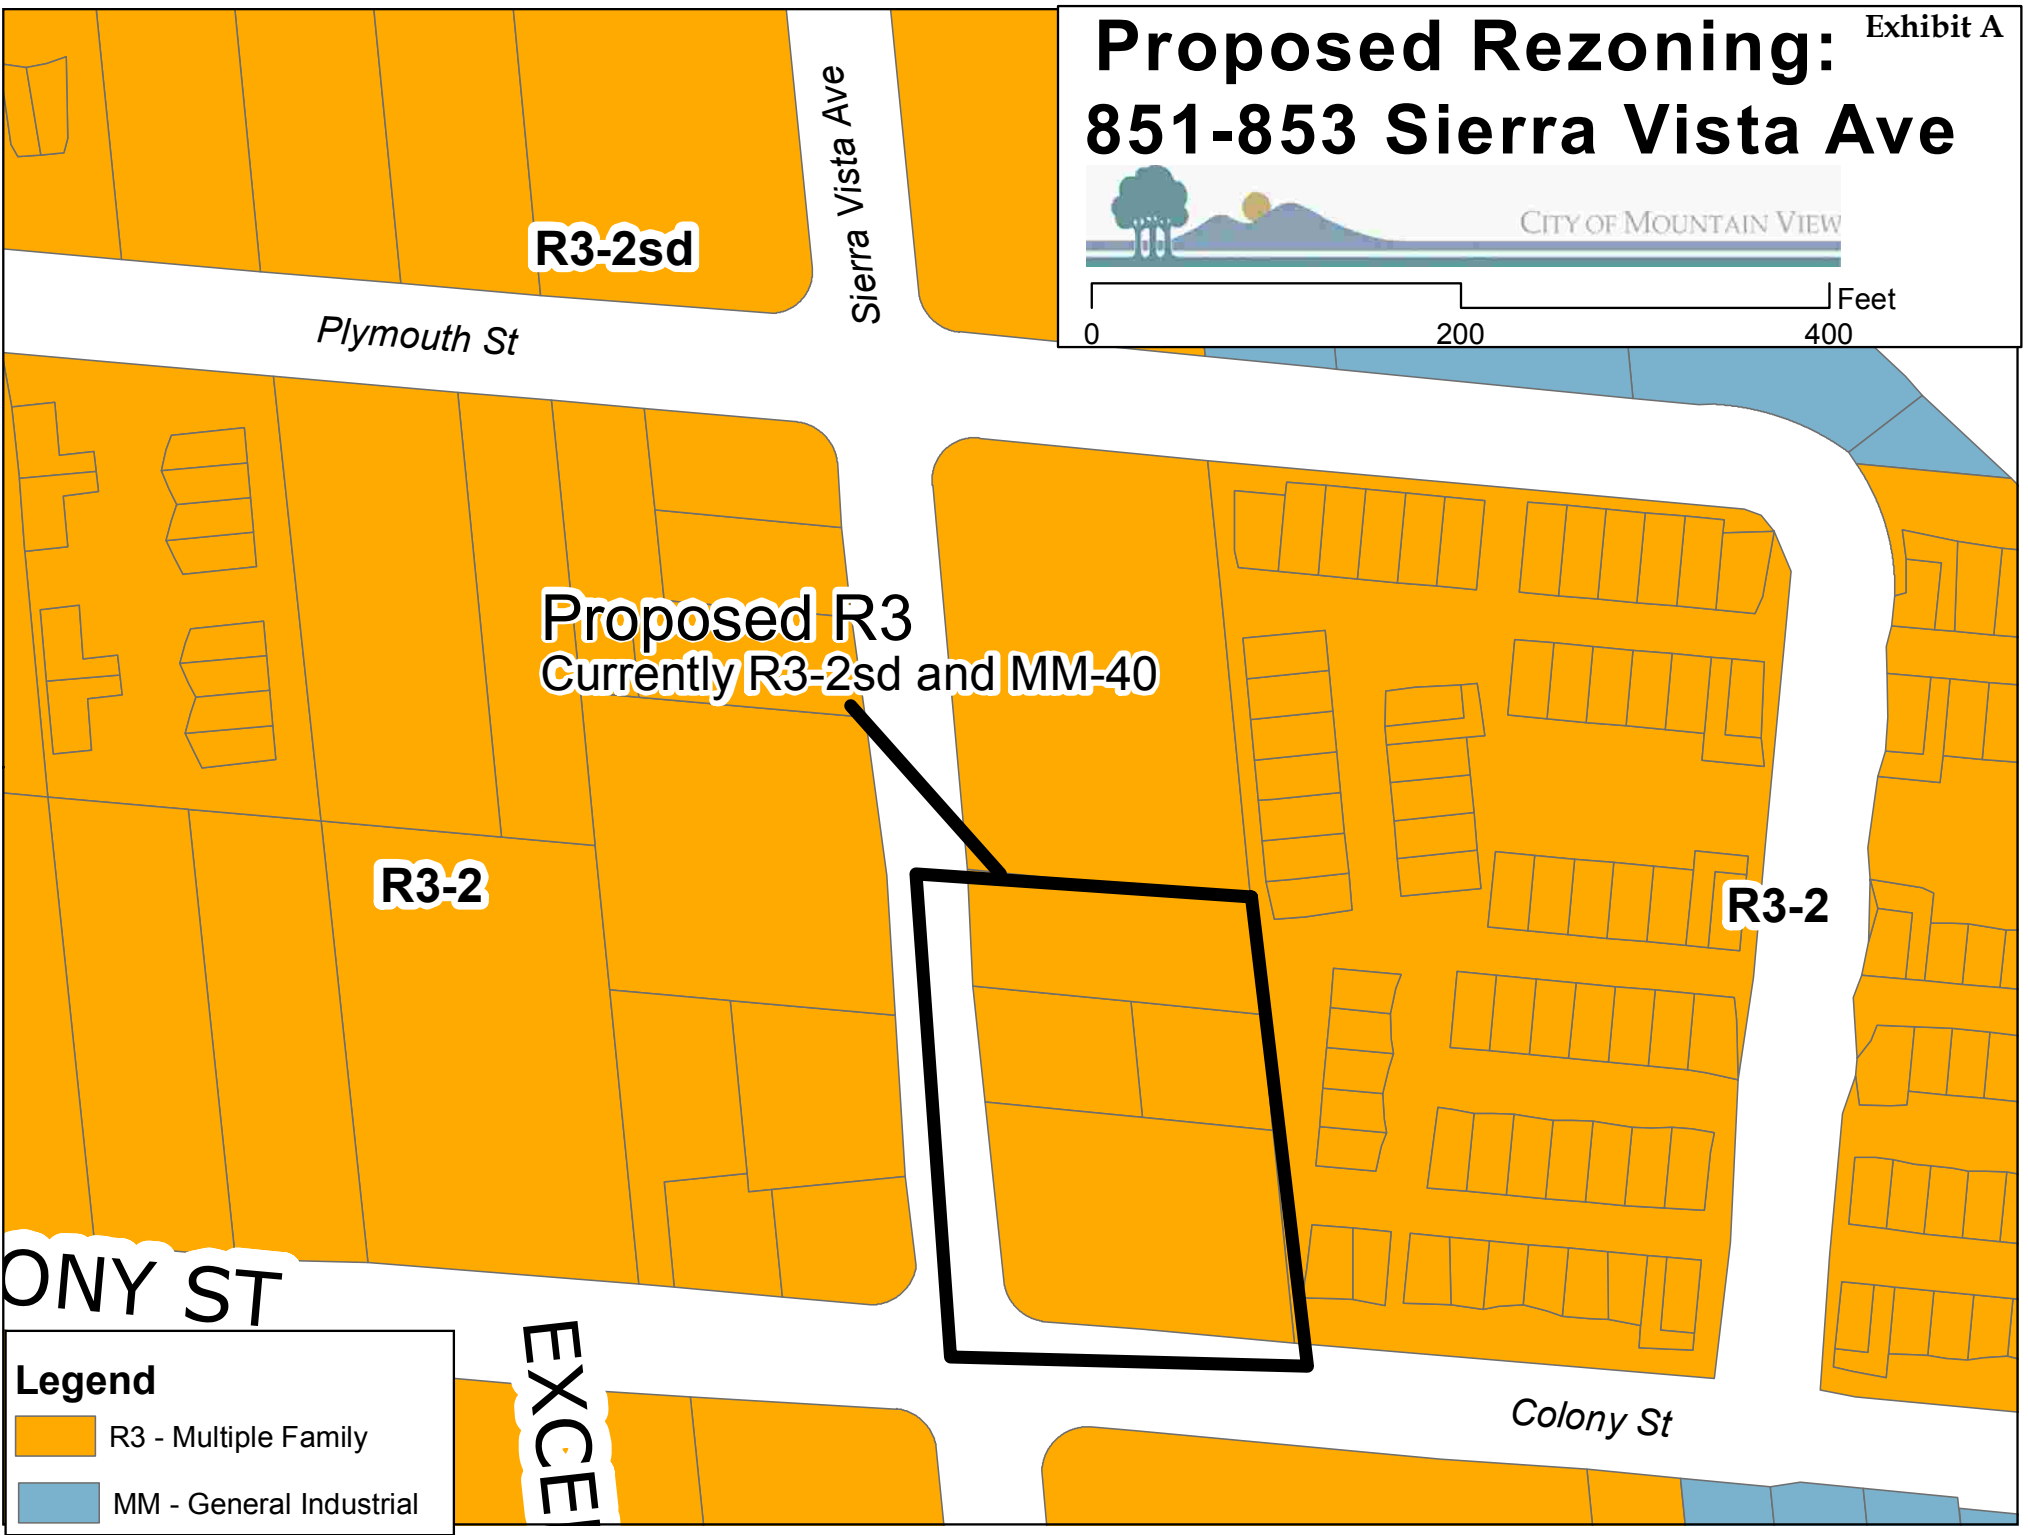 Exhibit A
Proposed Rezoning:
851-853 Sierra Vista Ave
CITY OF MOUNTAIN VIEW
Feet
0 200 400
Sierra Vista Ave
R3-2sd
Plymouth St
Proposed R3
Currently R3-2sd and MM-40
R3-2
R3-2
ONY ST
EXCE
Colony St
Legend
R3 - Multiple Family
MM - General Industrial